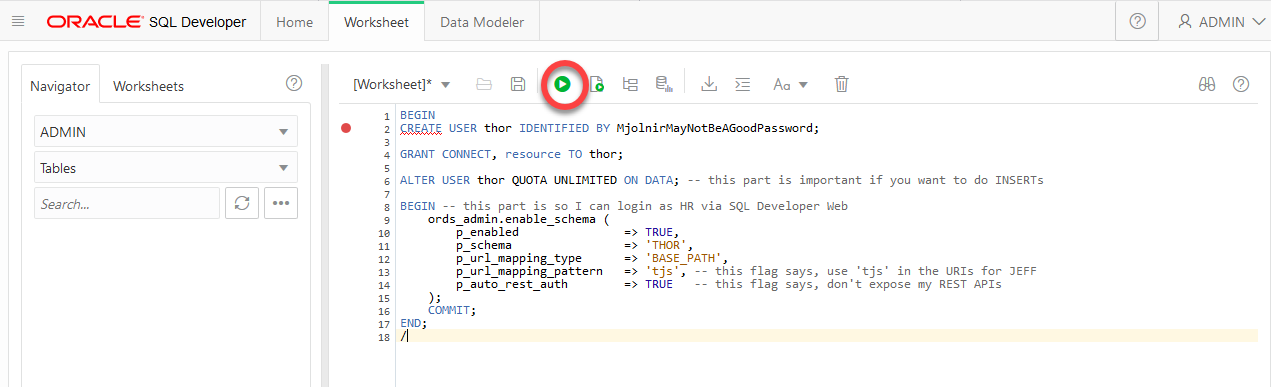 ORACLE SQL Developer Home Worksheet Data Modeler ? ADMIN
Navigator Worksheets ?
[Worksheet]* Aa ?
ADMIN
Tables
Search... •••
1 BEGIN
2 CREATE USER thor IDENTIFIED BY MjolnirMayNotBeAGoodPassword;
3
4 GRANT CONNECT, resource TO thor;
5
6 ALTER USER thor QUOTA UNLIMITED ON DATA; -- this part is important if you want to do INSERTs
7
8 BEGIN -- this part is so I can login as HR via SQL Developer Web
9 ords_admin.enable_schema (
10 p_enabled => TRUE,
11 p_schema => 'THOR',
12 p_url_mapping_type => 'BASE_PATH',
13 p_url_mapping_pattern => 'tjs', -- this flag says, use 'tjs' in the URIs for JEFF
14 p_auto_rest_auth => TRUE -- this flag says, don't expose my REST APIs
15 );
16 COMMIT;
17 END;
18 /